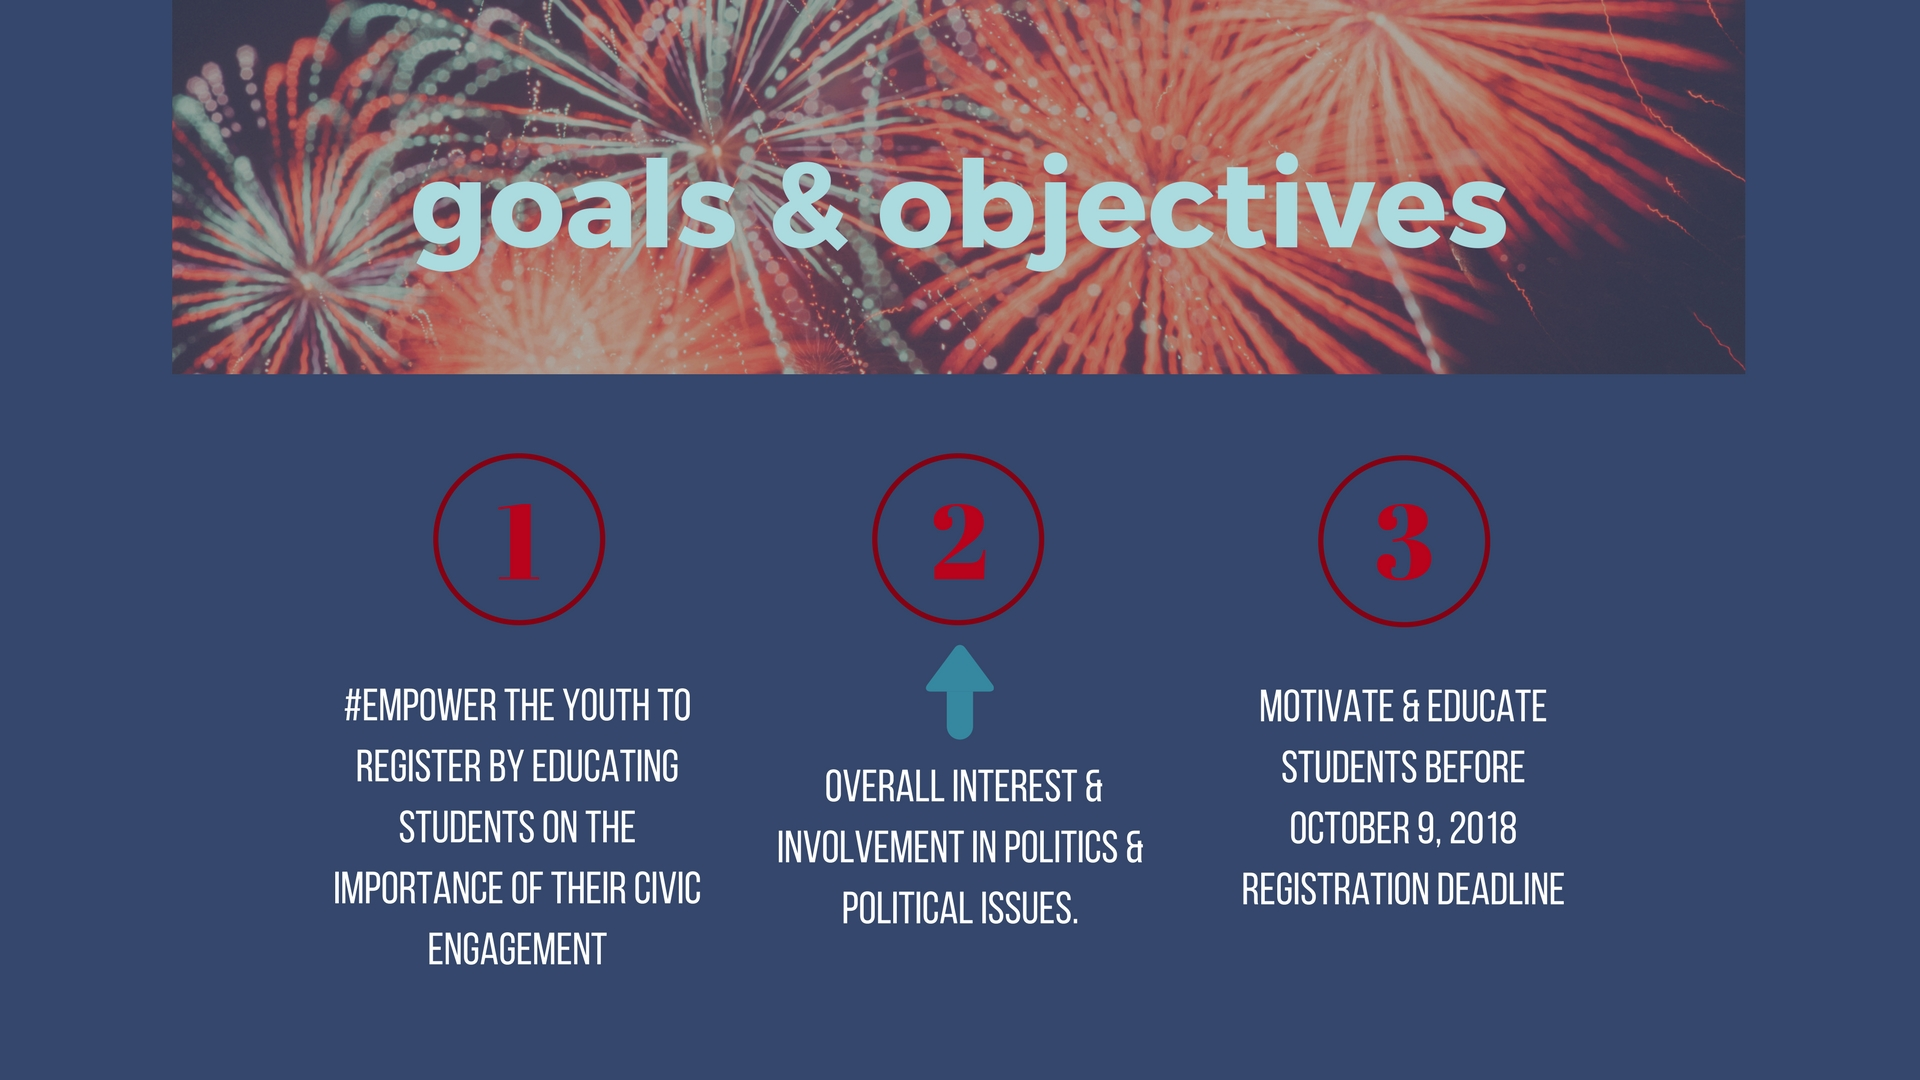 goals & objectives
1
#EMPOWER THE YOUTH TO
REGISTER BY EDUCATING
STUDENTS ON THE
IMPORTANCE OF THEIR CIVIC
ENGAGEMENT
2
OVERALL INTEREST &
INVOLVEMENT IN POLITICS &
POLITICAL ISSUES.
3
MOTIVATE & EDUCATE
STUDENTS BEFORE
OCTOBER 9, 2018
REGISTRATION DEADLINE